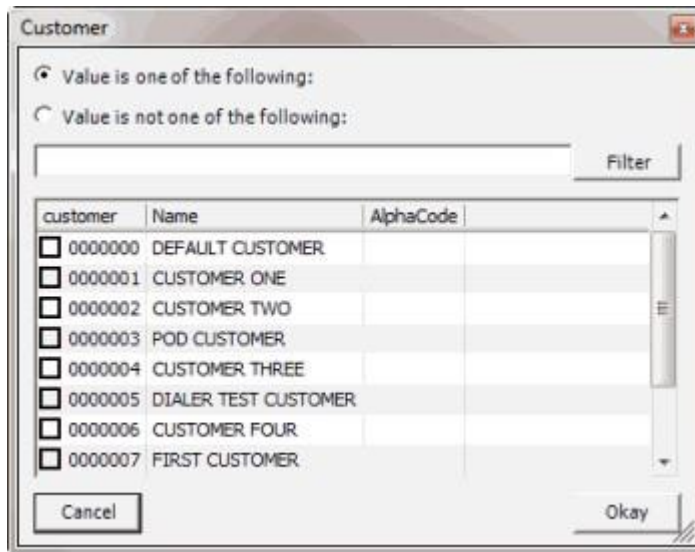 Customer
Value is one of the following:
Value is not one of the following:
Filter
customer Name AlphaCode
0000000 DEFAULT CUSTOMER
0000001 CUSTOMER ONE
0000002 CUSTOMER TWO
0000003 POD CUSTOMER
0000004 CUSTOMER THREE
0000005 DIALER TEST CUSTOMER
0000006 CUSTOMER FOUR
0000007 FIRST CUSTOMER
Cancel Okay